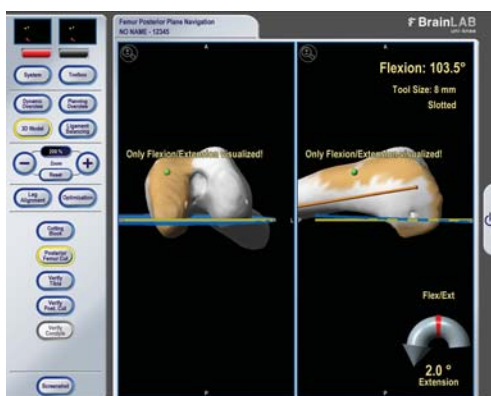 Femur Posterior Plane Navigation
NO NAME - 12345
BrainLAB
uni-knee
System
Toolbox
Dynamic
Overview
Planning
Overview
3D Model
Ligament
Balancing
200 %
Zoom
Reset
Leg
Alignment
Optimization
Cutting
Block
Posterior
Femur Cut
Verify
Tibial
Verify
Post. Cut
Verify
Condyle
Screenshot
A
Only Flexion/Extension visualized!
P
A
Flexion: 103.5°
Tool Size: 8 mm
Slotted
Only Flexion/Extension visualized!
L
Flex/Ext
2.0 °
Extension
P